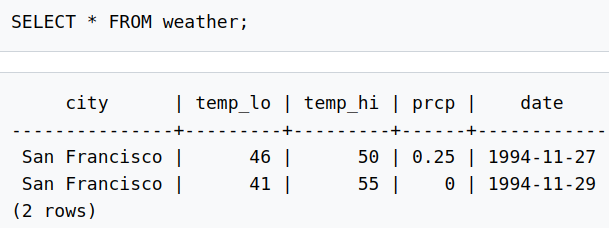 SELECT * FROM weather;
     city      | temp_lo | temp_hi | prcp |    date
---------------+---------+---------+------+------------
 San Francisco |      46 |      50 | 0.25 | 1994-11-27
 San Francisco |      41 |      55 |    0 | 1994-11-29
(2 rows)